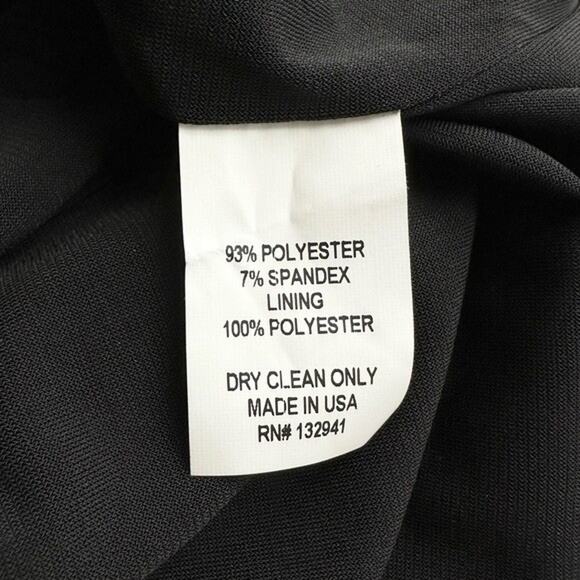 93% POLYESTER
7% SPANDEX
LINING
100% POLYESTER
DRY CLEAN ONLY
MADE IN USA
RN# 132941